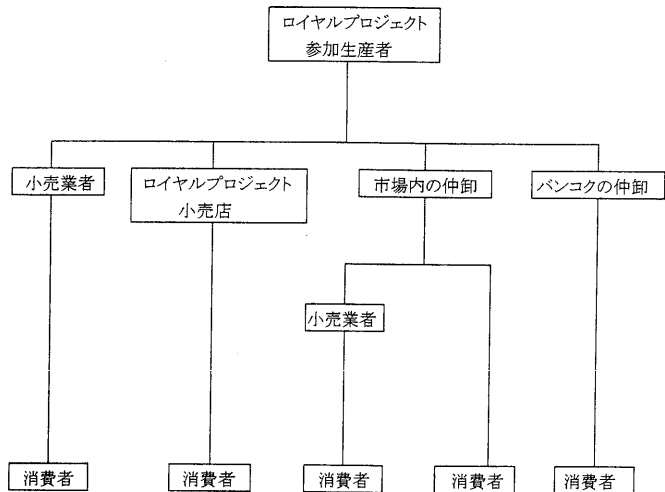 ロイヤルプロジェクト
参加生産者
小売業者
ロイヤルプロジェクト
小売店
市場内の仲卸
バンコクの仲卸
小売業者
消費者
消費者
消費者
消費者
消費者